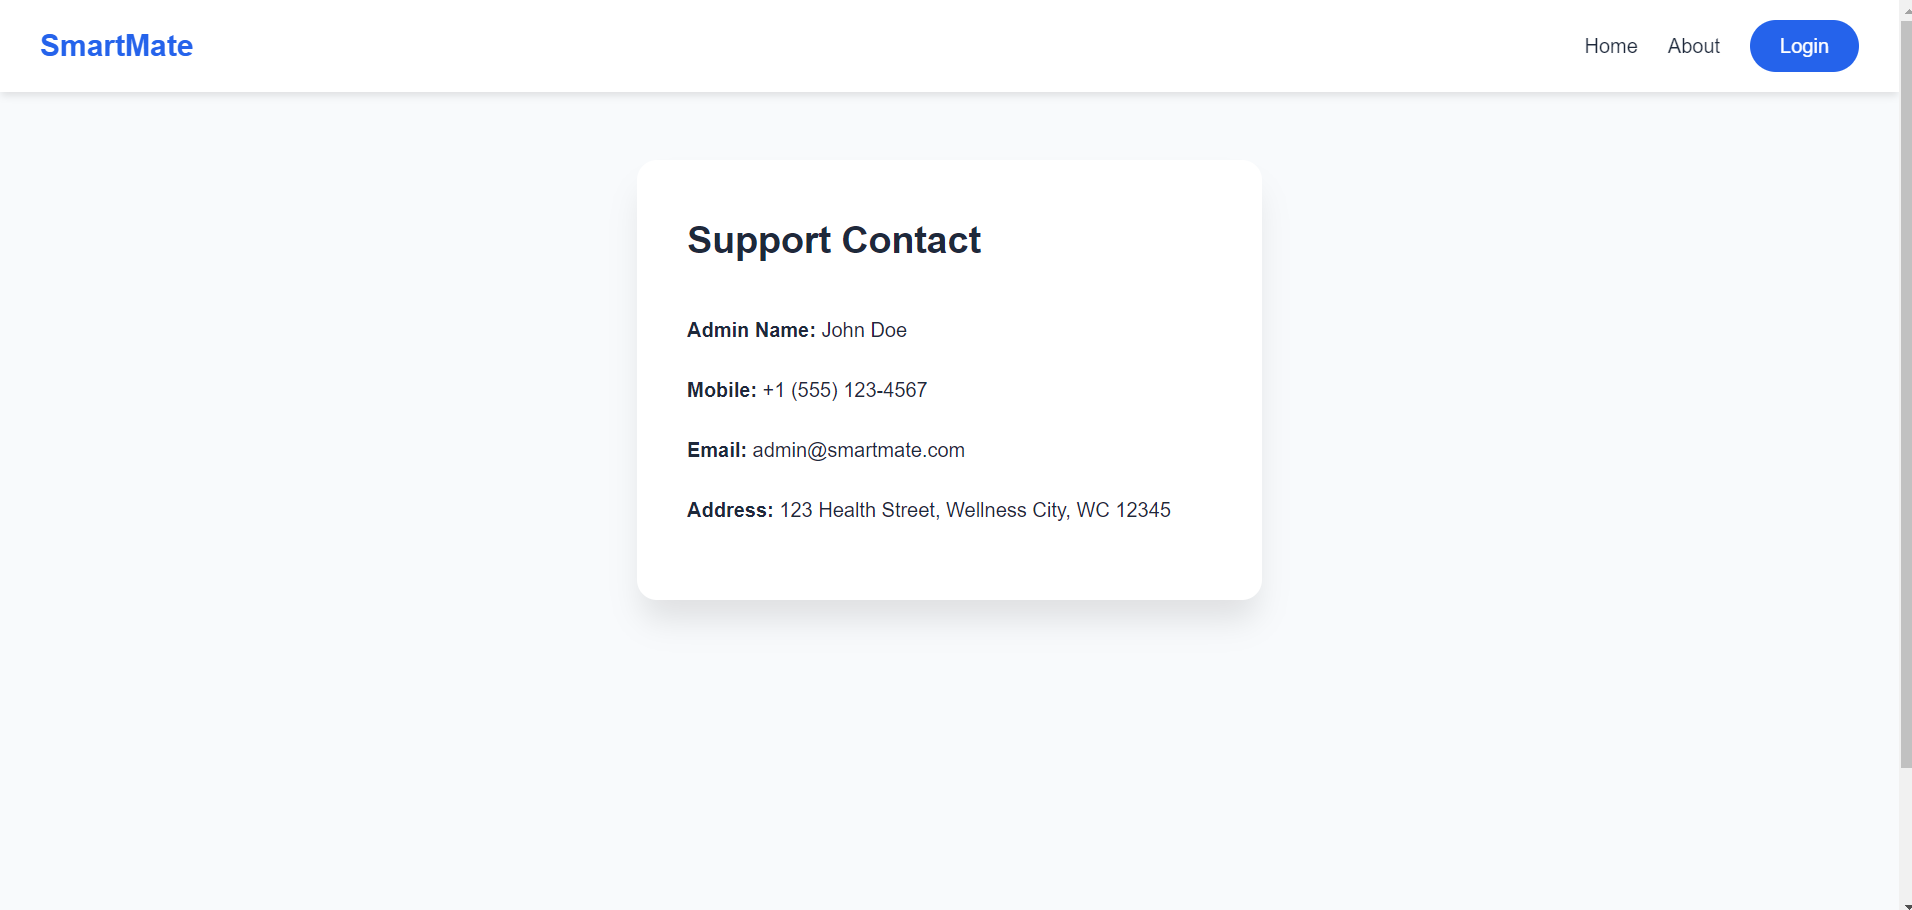 SmartMate
Home About Login
Support Contact
Admin Name: John Doe
Mobile: +1 (555) 123-4567
Email: admin@smartmate.com
Address: 123 Health Street, Wellness City, WC 12345